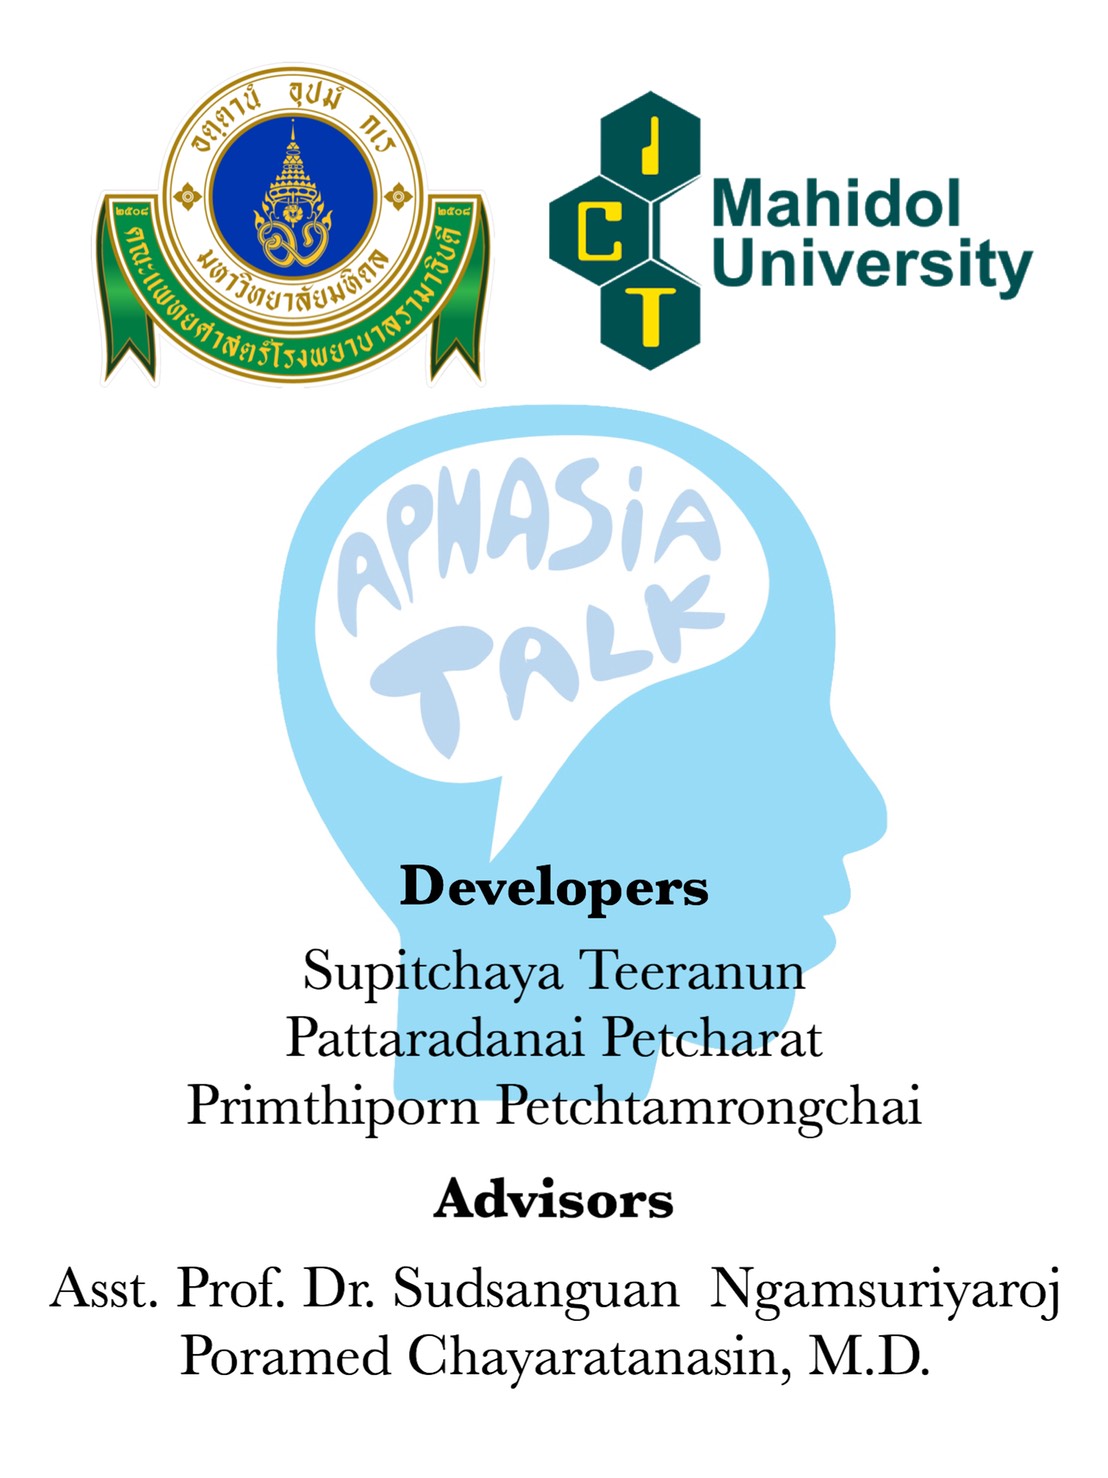 อตฺตานํ อุปมํ กเร
มหาวิทยาลัยมหิดล
๒๕๐๘
๒๕๐๘
คณะแพทยศาสตร์โรงพยาบาลรามาธิบดี
I
C
T
Mahidol
University
APHASiA
TALK
Developers
Supitchaya Teeranun
Pattaradanai Petcharat
Primthiporn Petchtamrongchai
Advisors
Asst. Prof. Dr. Sudsanguan Ngamsuriyaroj
Poramed Chayaratanasin, M.D.